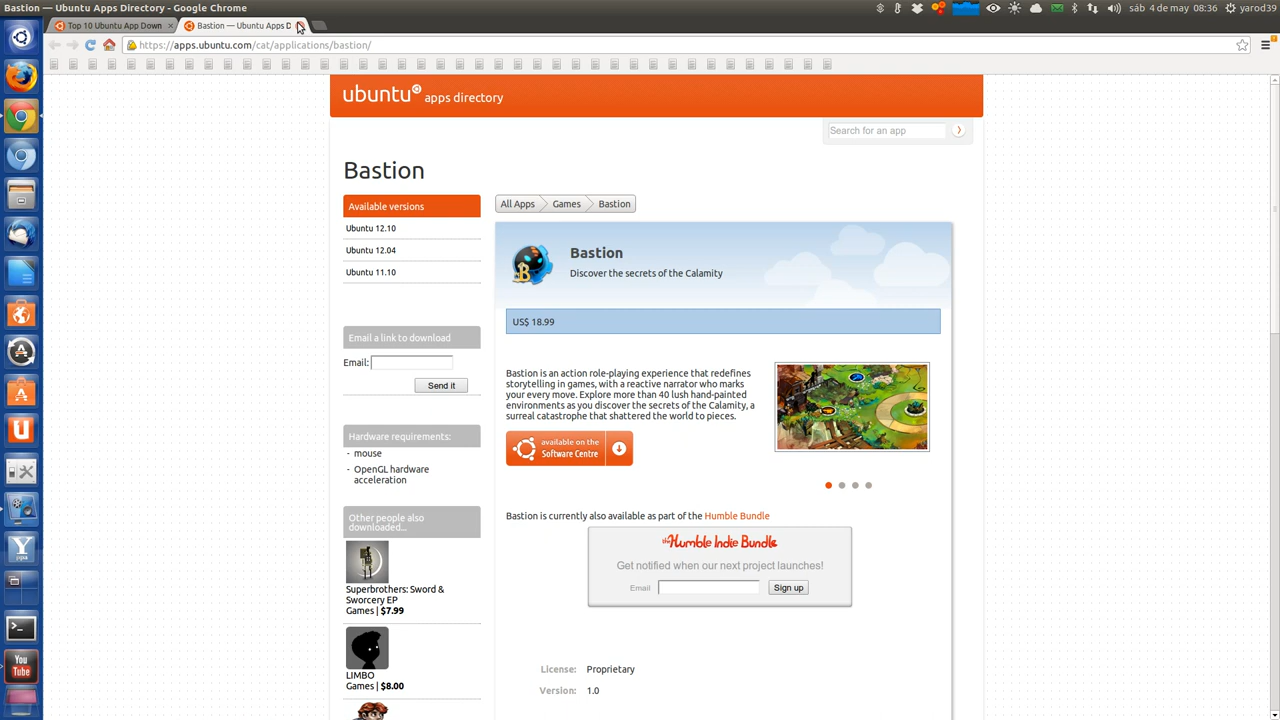 Bastion — Ubuntu Apps Directory - Google Chrome
sáb 4 de may 08:36 yarod39
Top 10 Ubuntu App Down
Bastion — Ubuntu Apps D
https://apps.ubuntu.com/cat/applications/bastion/
ubuntu apps directory
Search for an app
Bastion
Available versions
Ubuntu 12.10
Ubuntu 12.04
Ubuntu 11.10
Email a link to download
Email:
Send it
Hardware requirements:
- mouse
- OpenGL hardware
acceleration
Other people also
downloaded...
Superbrothers: Sword &
Sworcery EP
Games | $7.99
LIMBO
Games | $8.00
All Apps
Games
Bastion
Bastion
Discover the secrets of the Calamity
US$ 18.99
Bastion is an action role-playing experience that redefines
storytelling in games, with a reactive narrator who marks
your every move. Explore more than 40 lush hand-painted
environments as you discover the secrets of the Calamity, a
surreal catastrophe that shattered the world to pieces.
available on the
Software Centre
Bastion is currently also available as part of the Humble Bundle
the Humble Indie Bundle
Get notified when our next project launches!
Email
Sign up
License: Proprietary
Version: 1.0
You
Tube